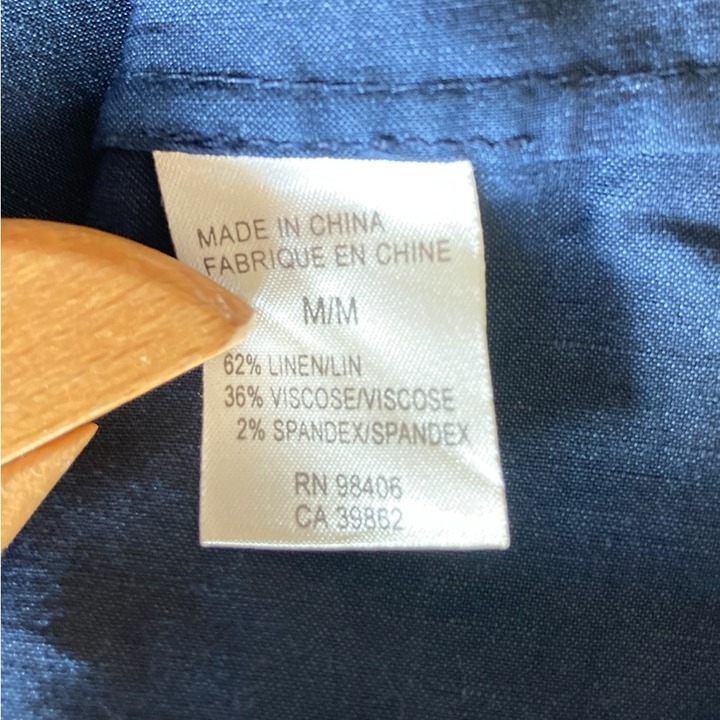 MADE IN CHINA
FABRIQUE EN CHINE
M/M
62% LINEN/LIN
36% VISCOSE/VISCOSE
2% SPANDEX/SPANDEX
RN 98406
CA 39862